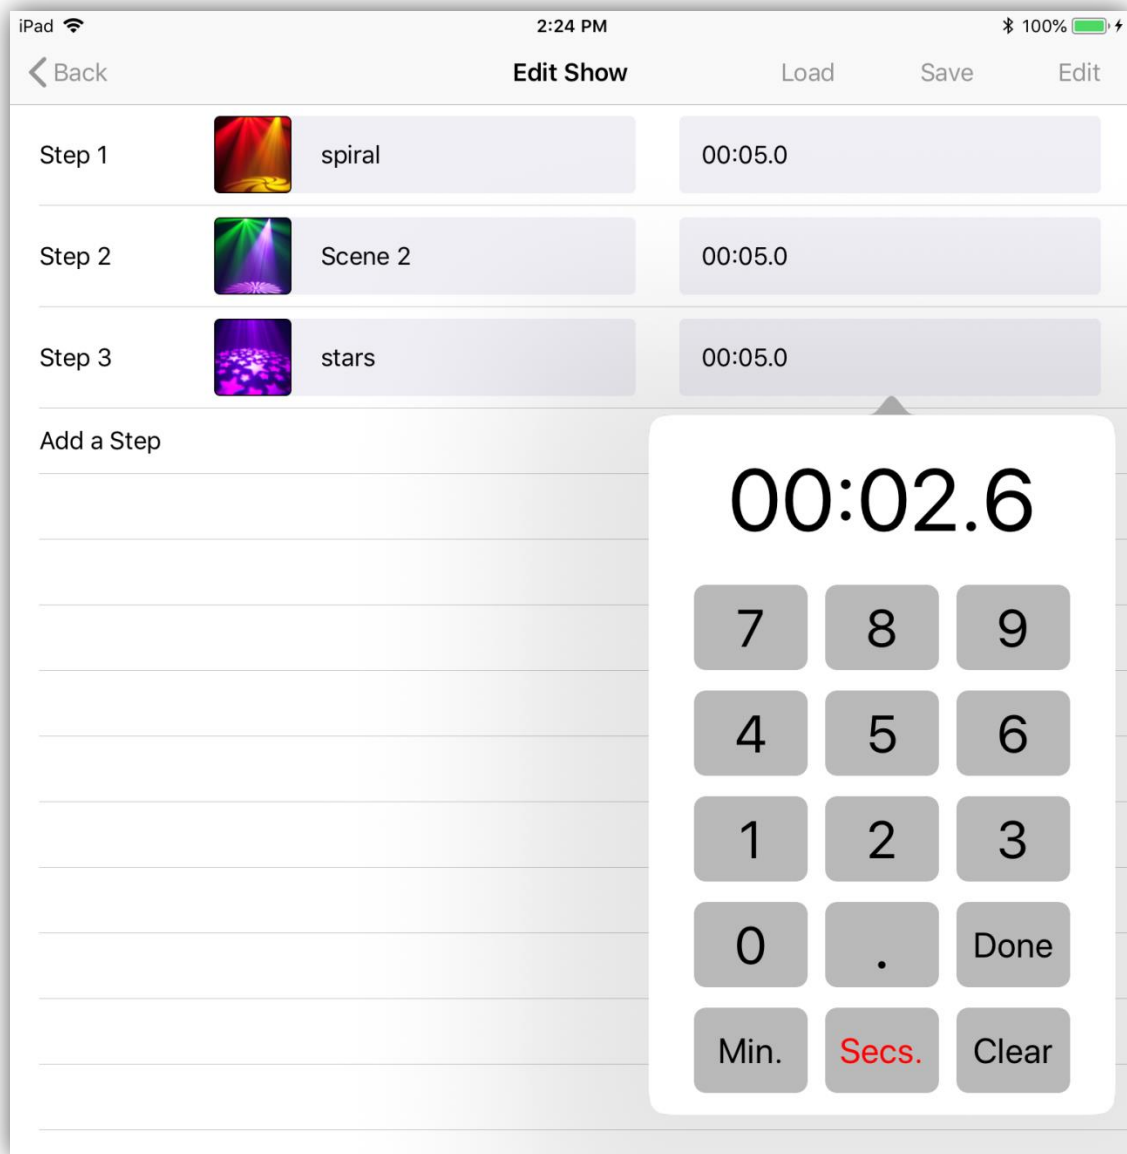 iPad 2:24 PM 100%
Back Edit Show Load Save Edit
Step 1 spiral 00:05.0
Step 2 Scene 2 00:05.0
Step 3 stars 00:05.0
Add a Step
00:02.6
7 8 9
4 5 6
1 2 3
0 . Done
Min. Secs. Clear